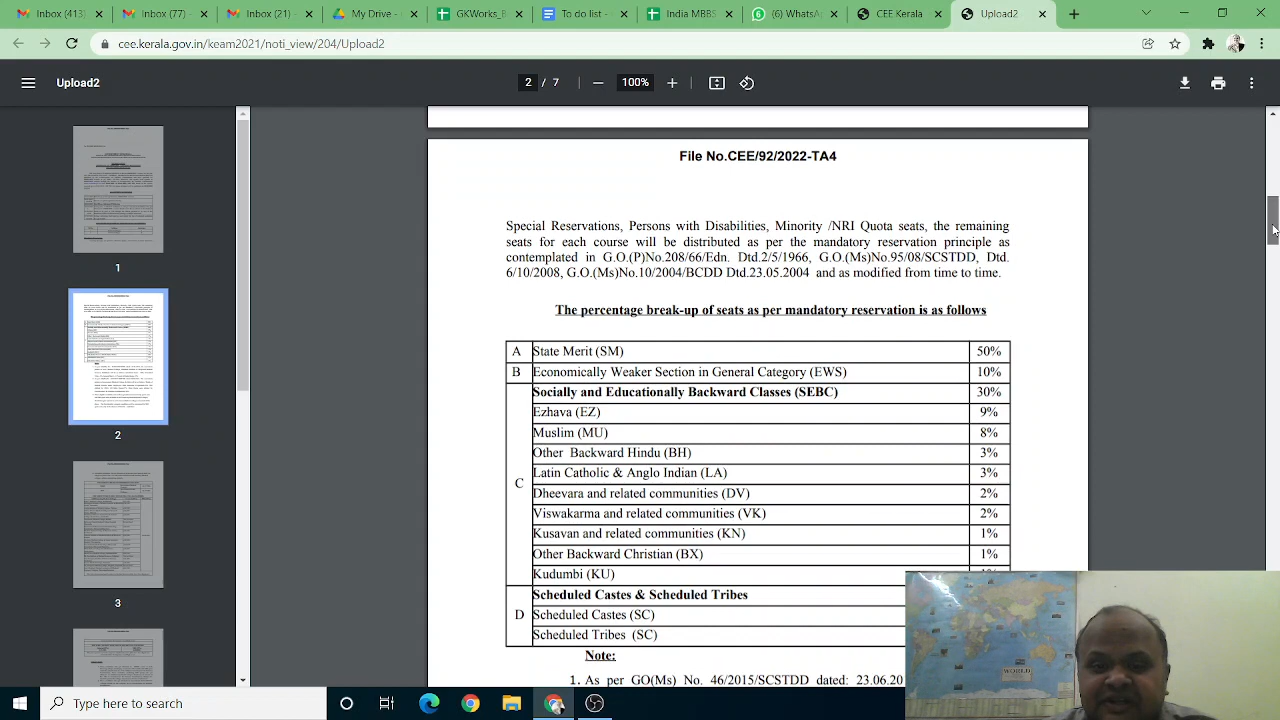 Inbox (413)
Inbox (77)
Inbox (21)
My Drive -
GKWorks_B
To do list -
India MBBS
(6) WhatsA
CEE Kerala
Upload2
cee.kerala.gov.in/keam2021/noti_view/204/Upload2
Upload2
2 / 7
100%
1
2
3
File No.CEE/92/2022-TA4
Special Reservations, Persons with Disabilities, Minority /NRI Quota seats, the remaining
seats for each course will be distributed as per the mandatory reservation principle as
contemplated in G.O.(P)No.208/66/Edn. Dtd.2/5/1966, G.O.(Ms)No.95/08/SCSTDD, Dtd.
6/10/2008, G.O.(Ms)No.10/2004/BCDD Dtd.23.05.2004 and as modified from time to time.
The percentage break-up of seats as per mandatory reservation is as follows
A State Merit (SM) 50%
B Economically Weaker Section in General Category (EWS) 10%
C
Socially and Educationally Backward Classes (SEBC) 30%
Ezhava (EZ) 9%
Muslim (MU) 8%
Other Backward Hindu (BH) 3%
Latin Catholic & Anglo Indian (LA) 3%
Dheevara and related communities (DV) 2%
Viswakarma and related communities (VK) 2%
Kusavan and related communities (KN) 1%
Other Backward Christian (BX) 1%
Kudumbi (KU) 1%
D
Scheduled Castes & Scheduled Tribes
Scheduled Castes (SC)
Scheduled Tribes (SC)
Note:
1. As per GO(Ms) No. 46/2015/SCSTDD dated: 23.06.20
WORLD
Type here to search